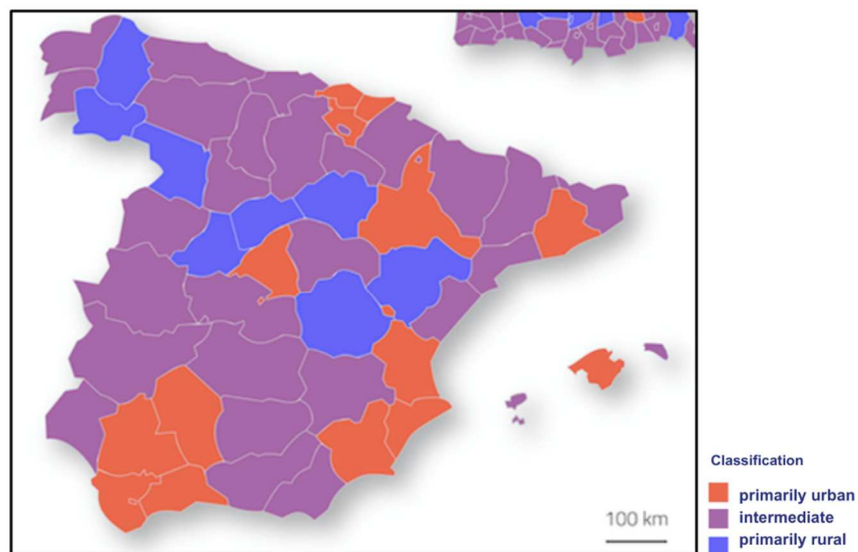 100 km
Classification
primarily urban
intermediate
primarily rural